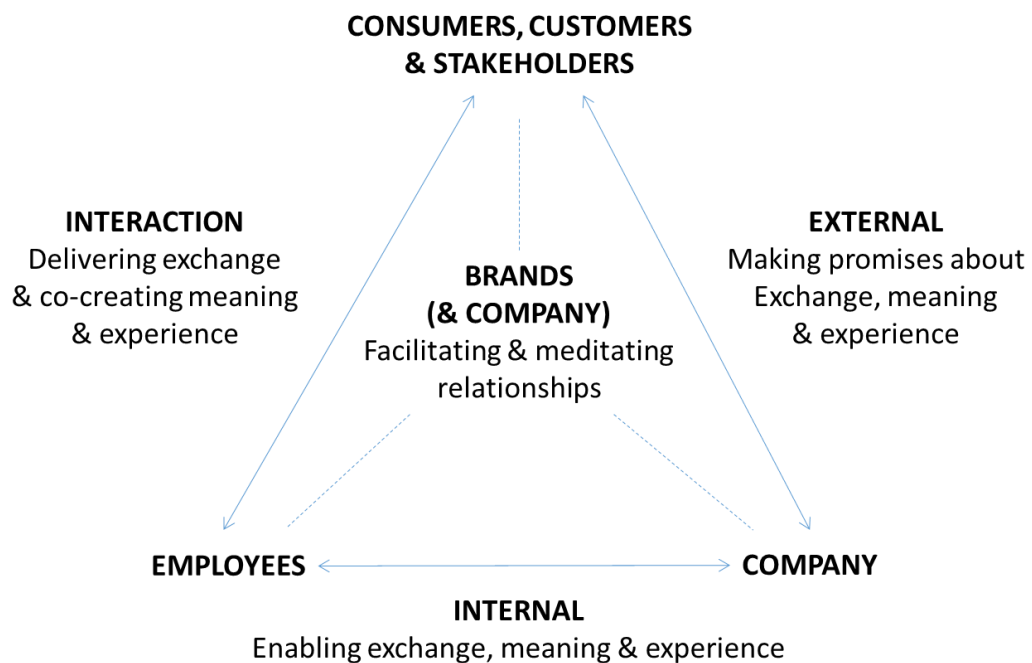 CONSUMERS, CUSTOMERS
& STAKEHOLDERS
INTERACTION
Delivering exchange
& co-creating meaning
& experience
EXTERNAL
Making promises about
Exchange, meaning
& experience
BRANDS
(& COMPANY)
Facilitating & meditating
relationships
EMPLOYEES
COMPANY
INTERNAL
Enabling exchange, meaning & experience